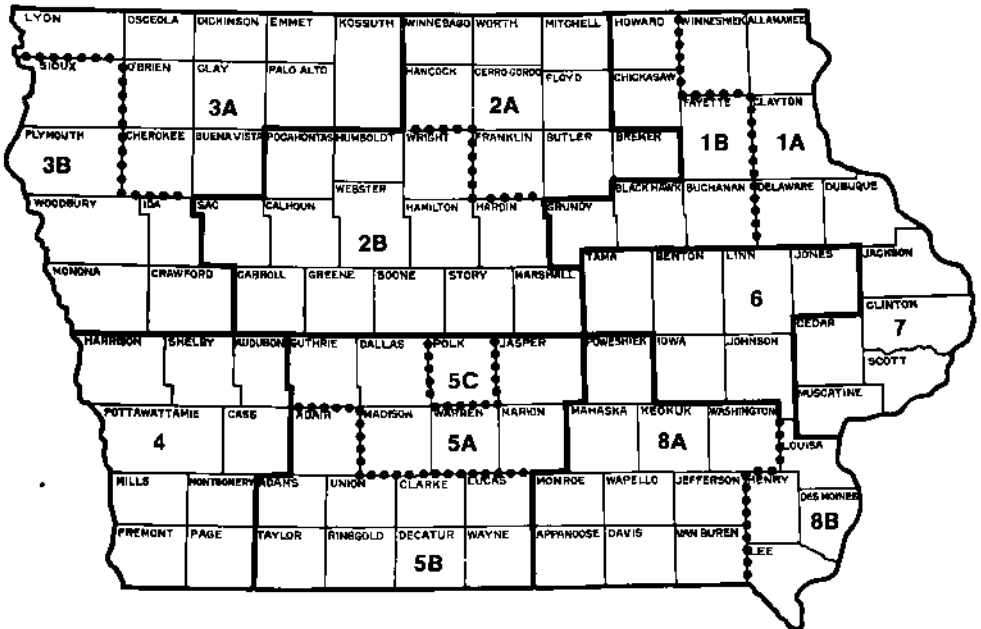 LYON OSCEOLA DICKINSON EMMET KOSSUTH WINNEBAGO WORTH MITCHELL HOWARD WINNESHIEK ALLAMAKEE
SIOUX O'BRIEN CLAY PALO ALTO HANCOCK CERRO GORDO FLOYD CHICKASAW
3A 2A
FAYETTE CLAYTON
1B 1A
PLYMOUTH CHEROKEE BUENA VISTA POCAHONTAS HUMBOLDT WRIGHT FRANKLIN BUTLER BREMER
3B
WEBSTER BLACK HAWK BUCHANAN DELAWARE DUBUQUE
WOODBURY IDA SAC CALHOUN HAMILTON HARDIN GRUNDY
2B
MONONA CRAWFORD CARROLL GREENE BOONE STORY MARSHALL TAMA BENTON LINN JONES JACKSON
6
CLINTON
7
CEDAR
HARRISON SHELBY AUDUBON GUTHRIE DALLAS POLK JASPER POWESHIEK IOWA JOHNSON SCOTT
5C
MUSCATINE
POTTAWATTAMIE CASS ADAIR MADISON WARREN MARION MAHASKA KEOKUK WASHINGTON
4 5A 8A
LOUISA
MILLS MONTGOMERY ADAMS UNION CLARKE LUCAS MONROE WAPELLO JEFFERSON HENRY
DES MOINES
8B
FREMONT PAGE TAYLOR RINGGOLD DECATUR WAYNE APPANOOSE DAVIS VAN BUREN
LEE
5B